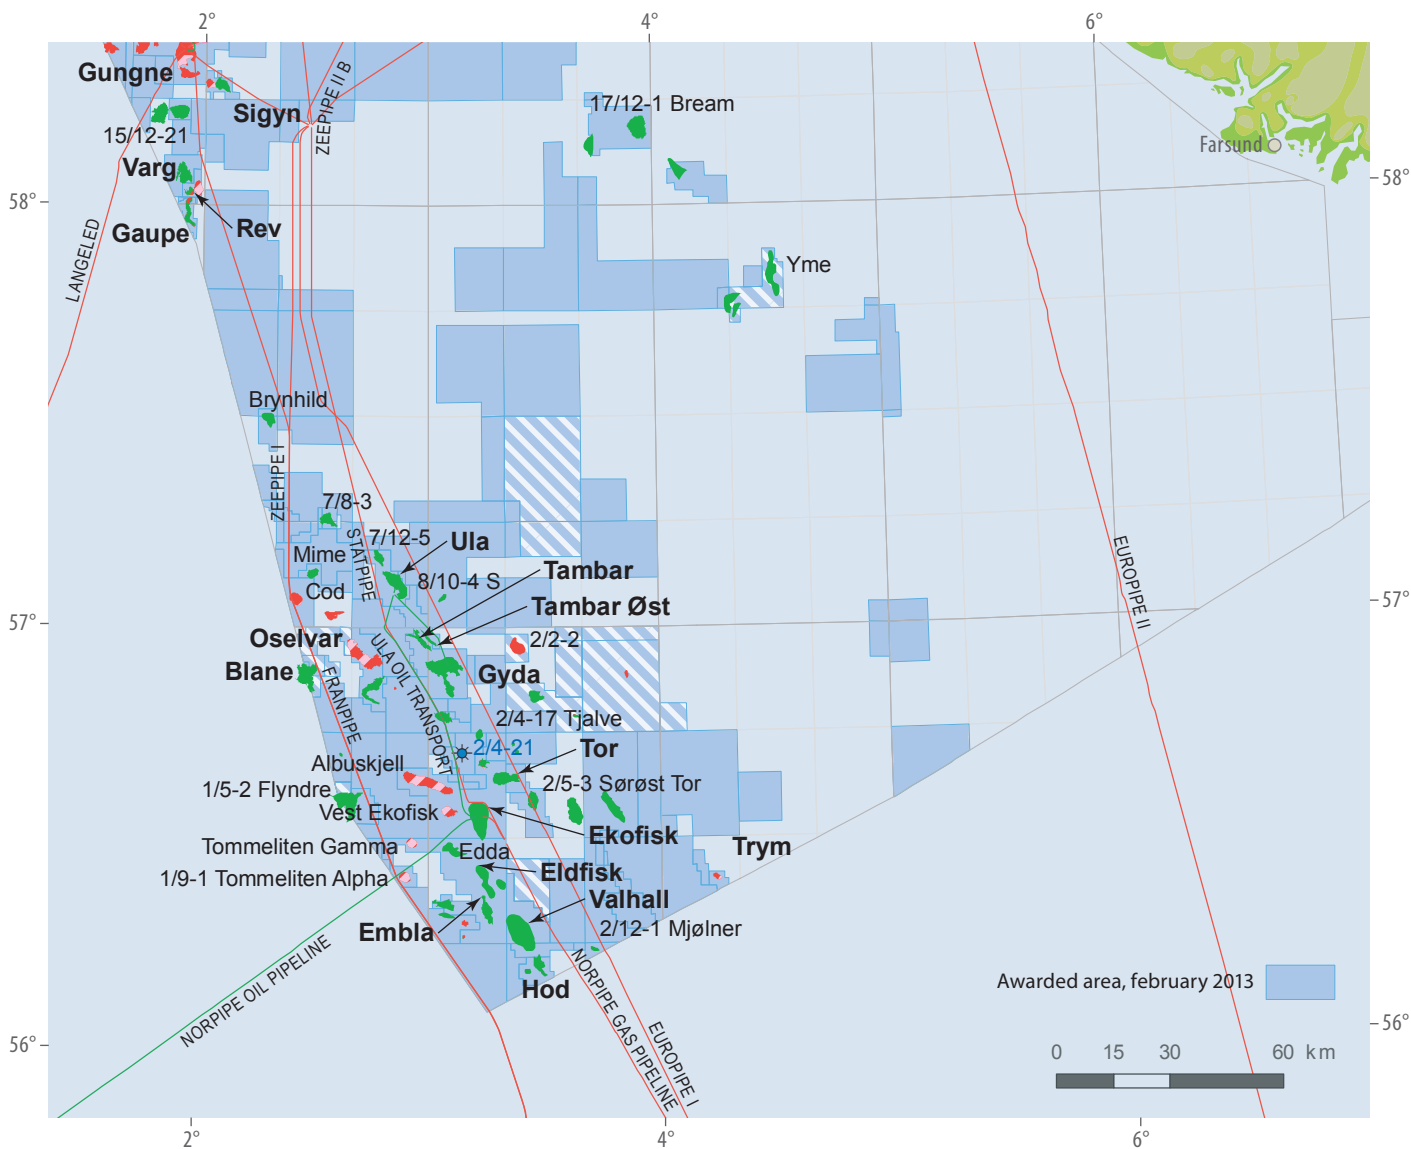 2°
4°
6°
Gungne
Sigyn
ZEEPIPE II B
17/12-1 Bream
15/12-21
Farsund
Varg
58°
58°
Rev
Gaupe
LANGELED
Yme
Brynhild
ZEEPIPE I
7/8-3
STATPIPE
7/12-5
Ula
Mime
8/10-4 S
Tambar
EUROPIPE II
Cod
Tambar Øst
57°
57°
Oselvar
2/2-2
Blane
FRANPIPE
ULA OIL TRANSPORT
Gyda
2/4-17 Tjalve
2/4-21
Tor
Albuskjell
1/5-2 Flyndre
2/5-3 Sørøst Tor
Vest Ekofisk
Ekofisk
Tommeliten Gamma
Edda
Trym
1/9-1 Tommeliten Alpha
Eldfisk
Valhall
Embla
2/12-1 Mjølner
NORPIPE OIL PIPELINE
Hod
NORPIPE GAS PIPELINE
EUROPIPE I
Awarded area, february 2013
56°
56°
0 15 30 60 km
2°
4°
6°